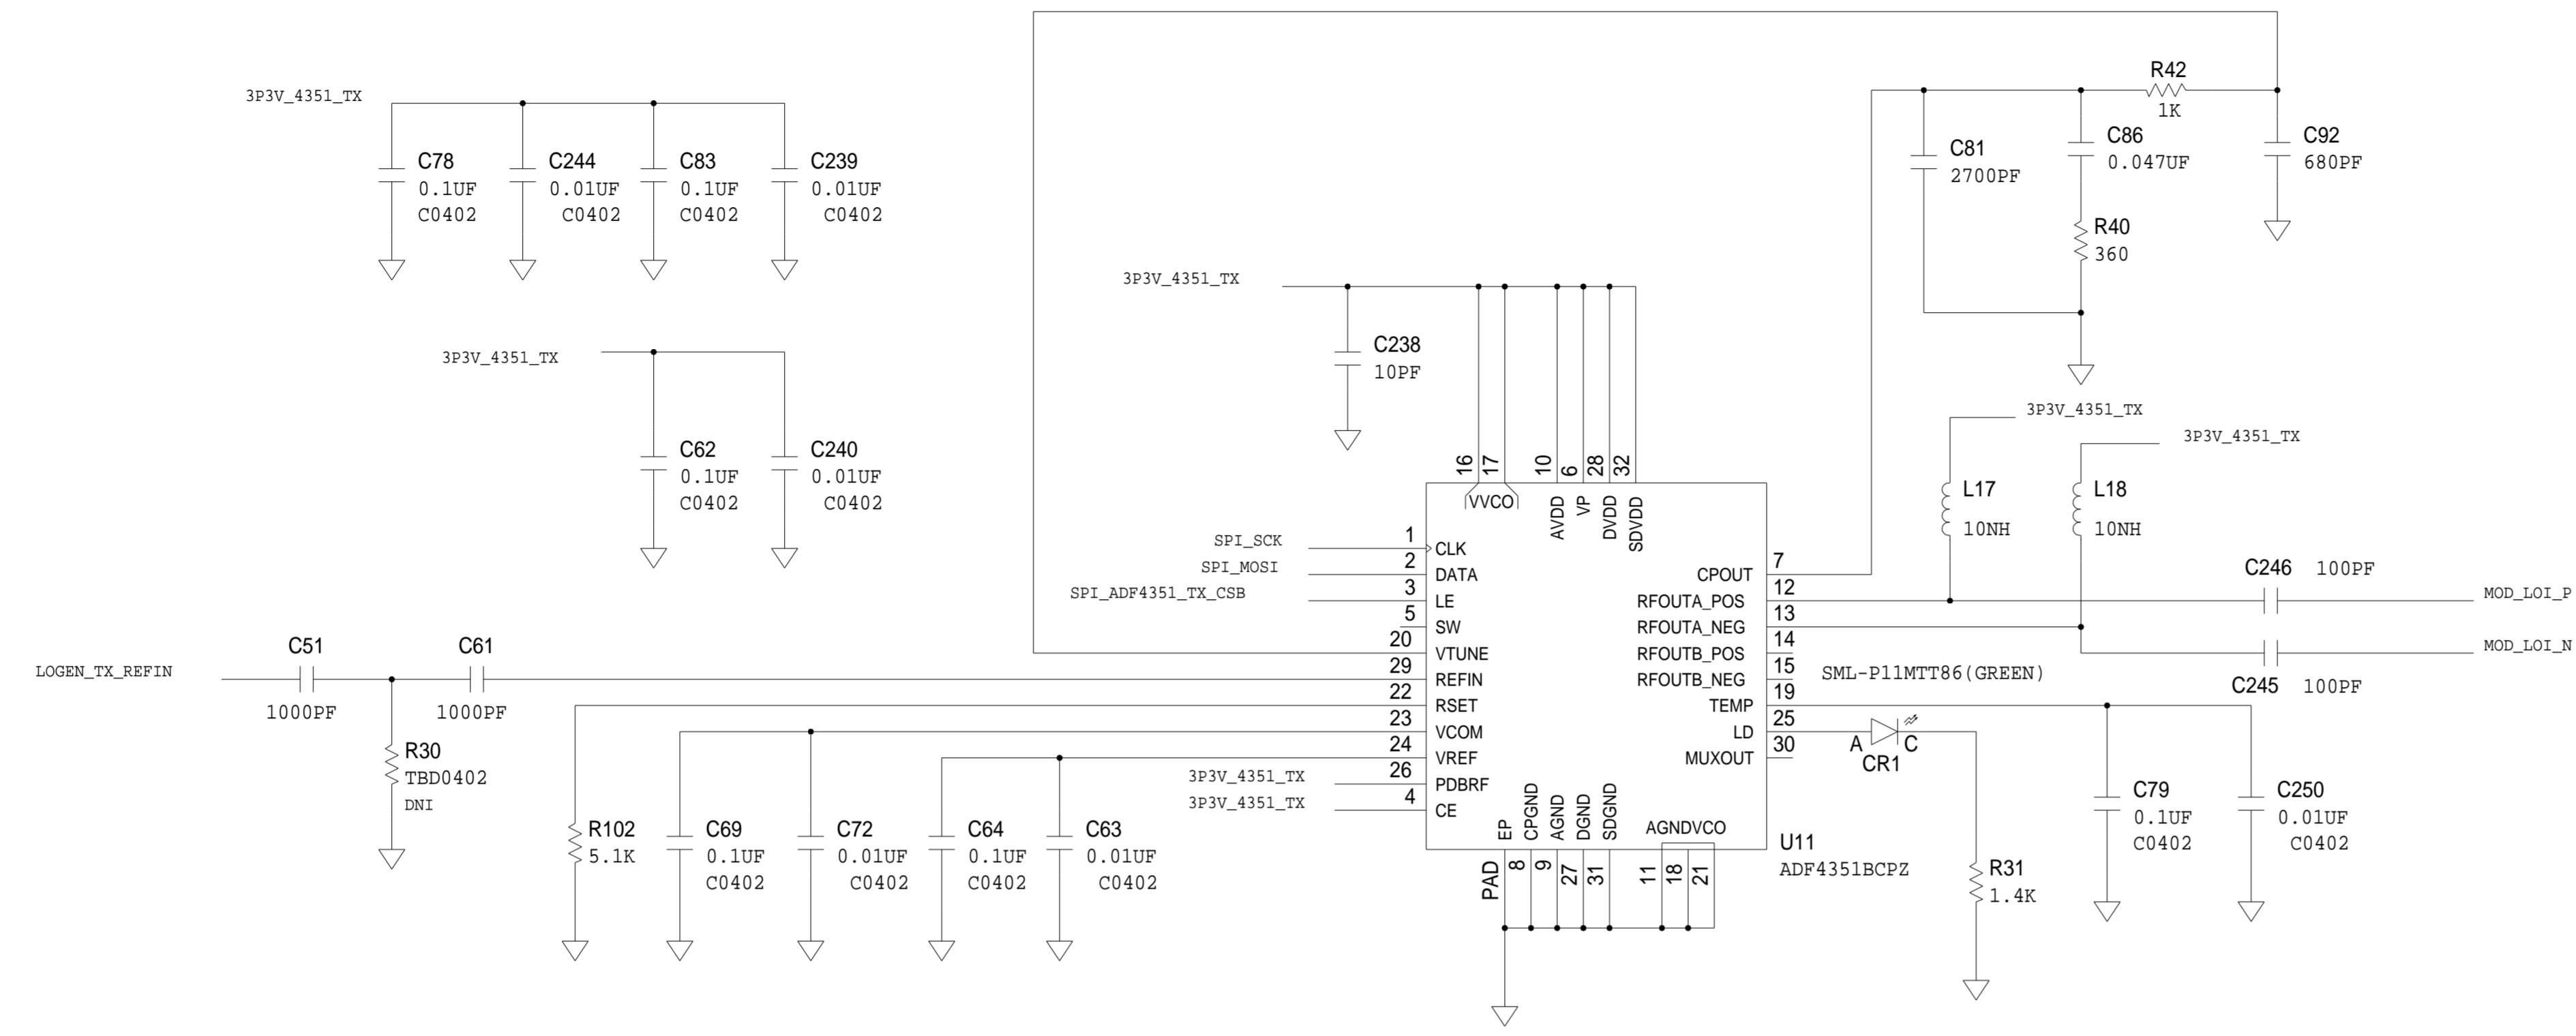 3P3V_4351_TX
C78
0.1UF
C0402
C244
0.01UF
C0402
C83
0.1UF
C0402
C239
0.01UF
C0402
3P3V_4351_TX
C62
0.1UF
C0402
C240
0.01UF
C0402
3P3V_4351_TX
C238
10PF
R42
1K
C81
2700PF
C86
0.047UF
C92
680PF
R40
360
3P3V_4351_TX
3P3V_4351_TX
L17
10NH
L18
10NH
C246 100PF
MOD_LOI_P
MOD_LOI_N
C245 100PF
16 17 10 6 28 32
VVCO AVDD VP DVDD SDVDD
SPI_SCK 1 CLK
SPI_MOSI 2 DATA
SPI_ADF4351_TX_CSB 3 LE
5 SW
20 VTUNE
29 REFIN
22 RSET
23 VCOM
24 VREF
3P3V_4351_TX 26 PDBRF
3P3V_4351_TX 4 CE
CPOUT 7
RFOUTA_POS 12
RFOUTA_NEG 13
RFOUTB_POS 14
RFOUTB_NEG 15
TEMP 19
LD 25
MUXOUT 30
EP CPGND AGND DGND SDGND AGNDVCO
PAD 8 9 27 31 11 18 21
U11
ADF4351BCPZ
SML-P11MTT86(GREEN)
A C
CR1
R31
1.4K
C79
0.1UF
C0402
C250
0.01UF
C0402
LOGEN_TX_REFIN
C51
1000PF
C61
1000PF
R30
TBD0402
DNI
R102
5.1K
C69
0.1UF
C0402
C72
0.01UF
C0402
C64
0.1UF
C0402
C63
0.01UF
C0402